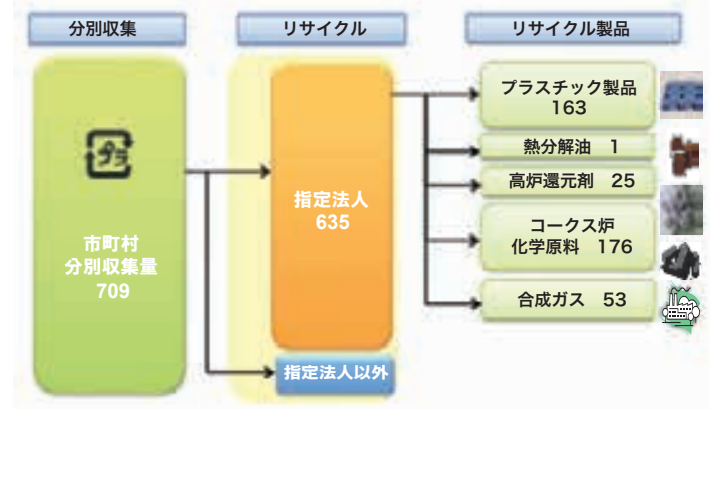 分別収集
リサイクル
リサイクル製品
プラ
市町村
分別収集量
709
指定法人
635
指定法人以外
プラスチック製品
163
熱分解油　1
高炉還元剤　25
コークス炉
化学原料　176
合成ガス　53